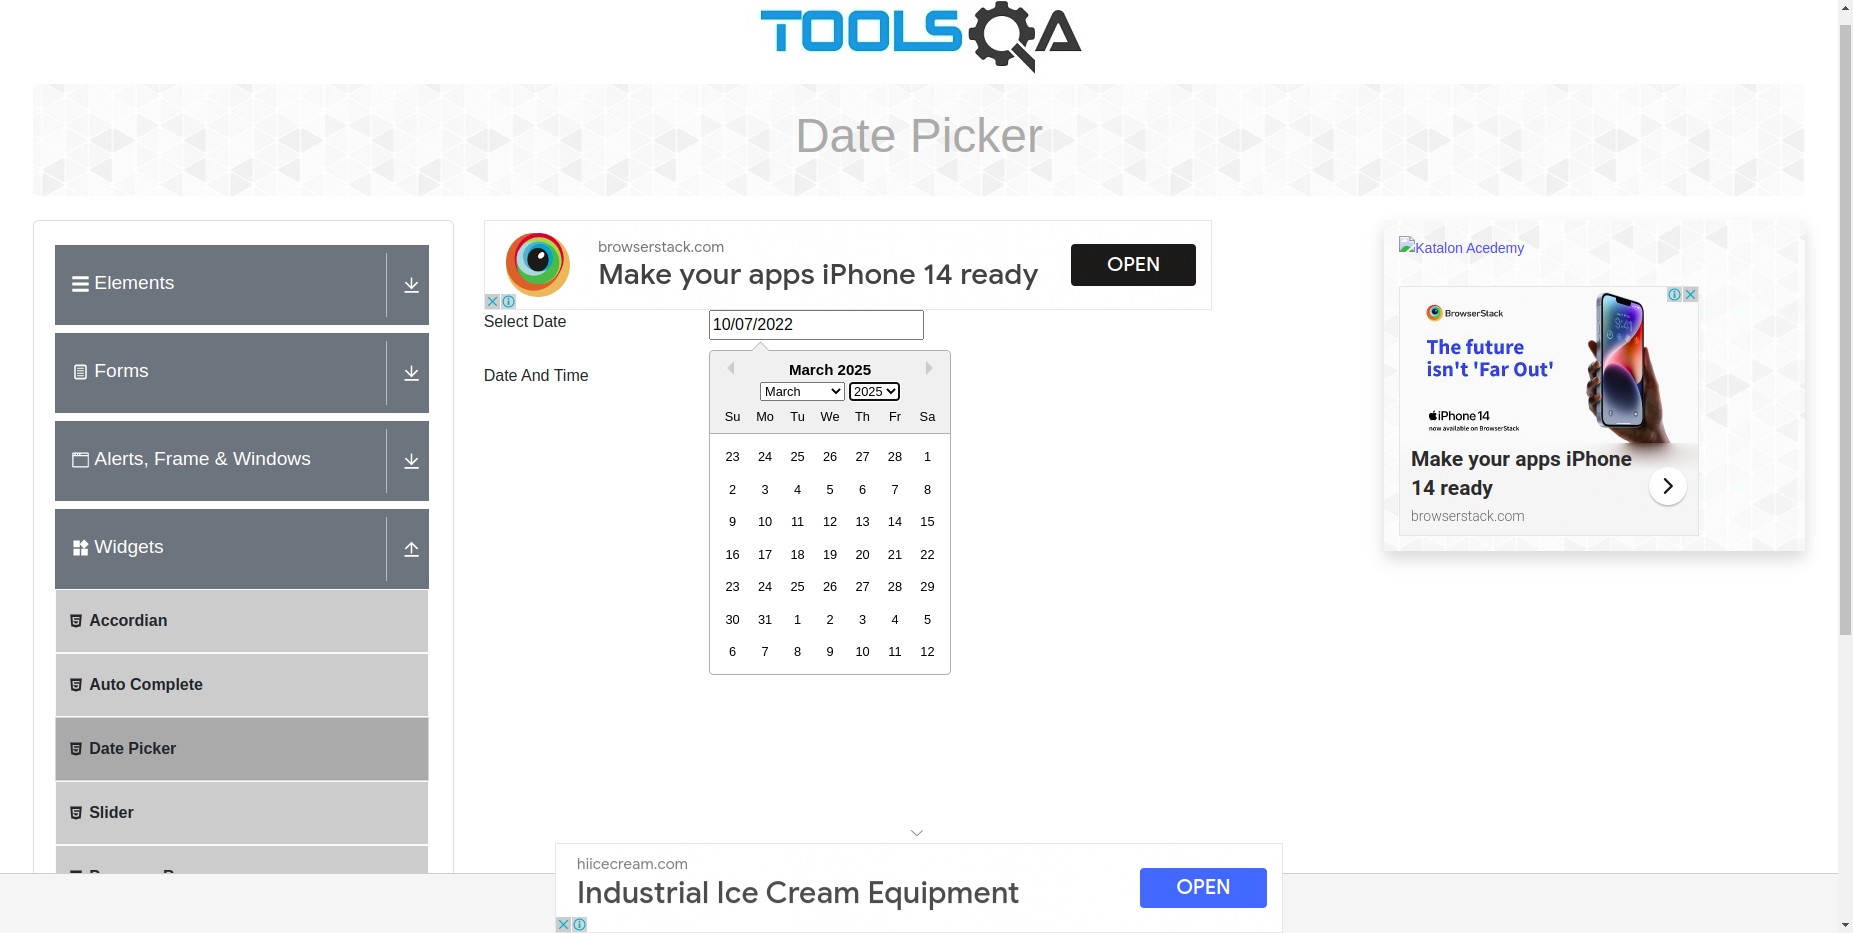 TOOLSQA
Date Picker
Elements
Forms
Alerts, Frame & Windows
Widgets
Accordian
Auto Complete
Date Picker
Slider
browserstack.com
Make your apps iPhone 14 ready
OPEN
Select Date
10/07/2022
Date And Time
March 2025
March 2025
Su Mo Tu We Th Fr Sa
23 24 25 26 27 28 1
2 3 4 5 6 7 8
9 10 11 12 13 14 15
16 17 18 19 20 21 22
23 24 25 26 27 28 29
30 31 1 2 3 4 5
6 7 8 9 10 11 12
Katalon Acedemy
BrowserStack
The future
isn't 'Far Out'
iPhone 14
now available on BrowserStack
Make your apps iPhone
14 ready
browserstack.com
hiicecream.com
Industrial Ice Cream Equipment
OPEN